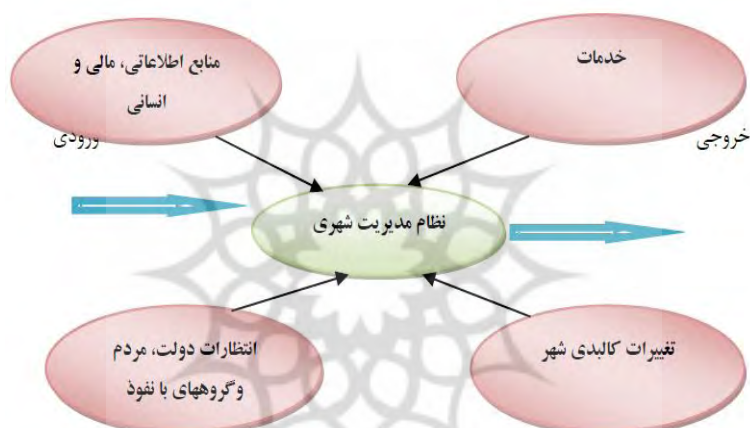 خدمات
منابع اطلاعاتی، مالی و
انسانی
خروجی
ورودی
نظام مدیریت شهری
تغییرات کالبدی شهر
انتظارات دولت، مردم
وگروههای با نفوذ